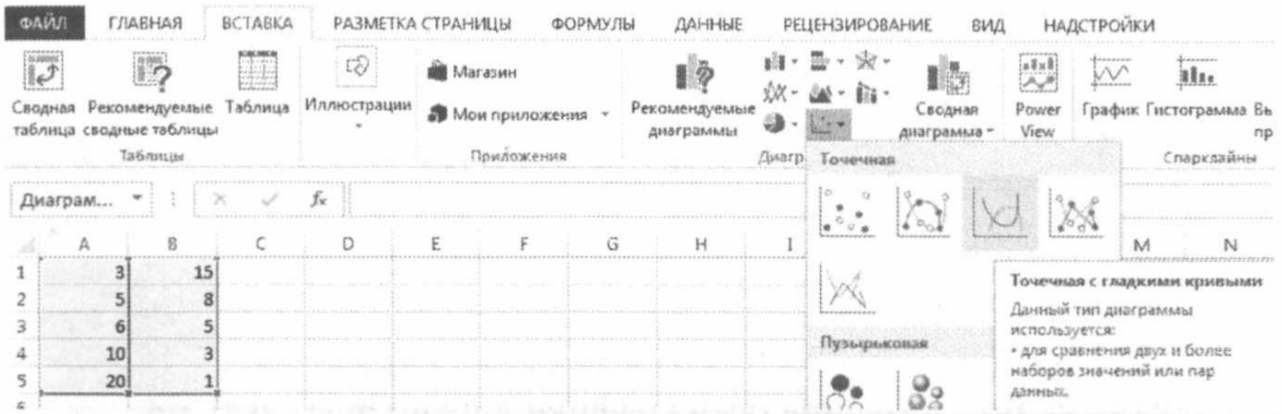 ФАЙЛ ГЛАВНАЯ ВСТАВКА РАЗМЕТКА СТРАНИЦЫ ФОРМУЛЫ ДАННЫЕ РЕЦЕНЗИРОВАНИЕ ВИД НАДСТРОЙКИ
Сводная таблица
Рекомендуемые сводные таблицы
Таблица
Иллюстрации
Магазин
Мои приложения
Рекомендуемые диаграммы
Сводная диаграмма
Power View
График
Гистограмма
Вы
пр
Таблицы
Приложения
Диагр
Спарклайны
Точечная
Диаграм...
fx
A B C D E F G H I M N
1 3 15
2 5 8
3 6 5
4 10 3
5 20 1
Точечная с гладкими кривыми
Данный тип диаграммы
используется:
• для сравнения двух и более
наборов значений или пар
данных.
Пузырьковая